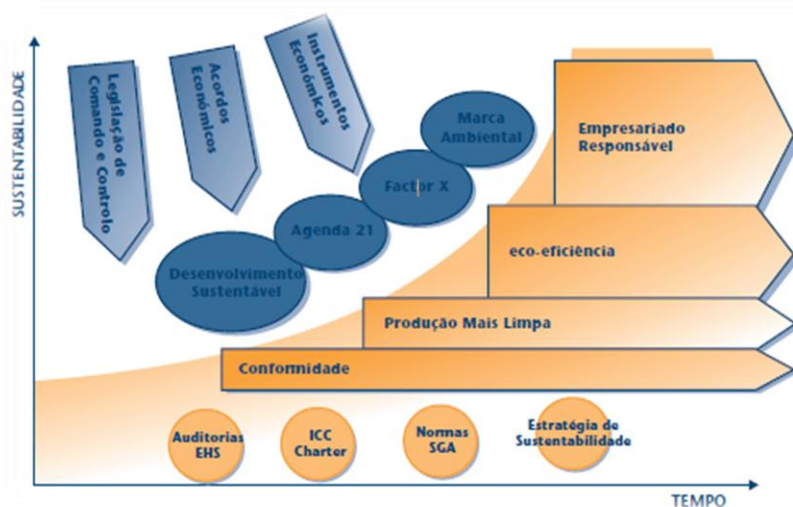 SUSTENTABILIDADE
Legislação de
Comando e Controlo
Acordos
Económicos
Instrumentos
Económicos
Marca
Ambiental
Factor X
Agenda 21
Desenvolvimento
Sustentável
Empresariado
Responsável
eco-eficiência
Produção Mais Limpa
Conformidade
Auditorias
EHS
ICC
Charter
Normas
SGA
Estratégia de
Sustentabilidade
TEMPO